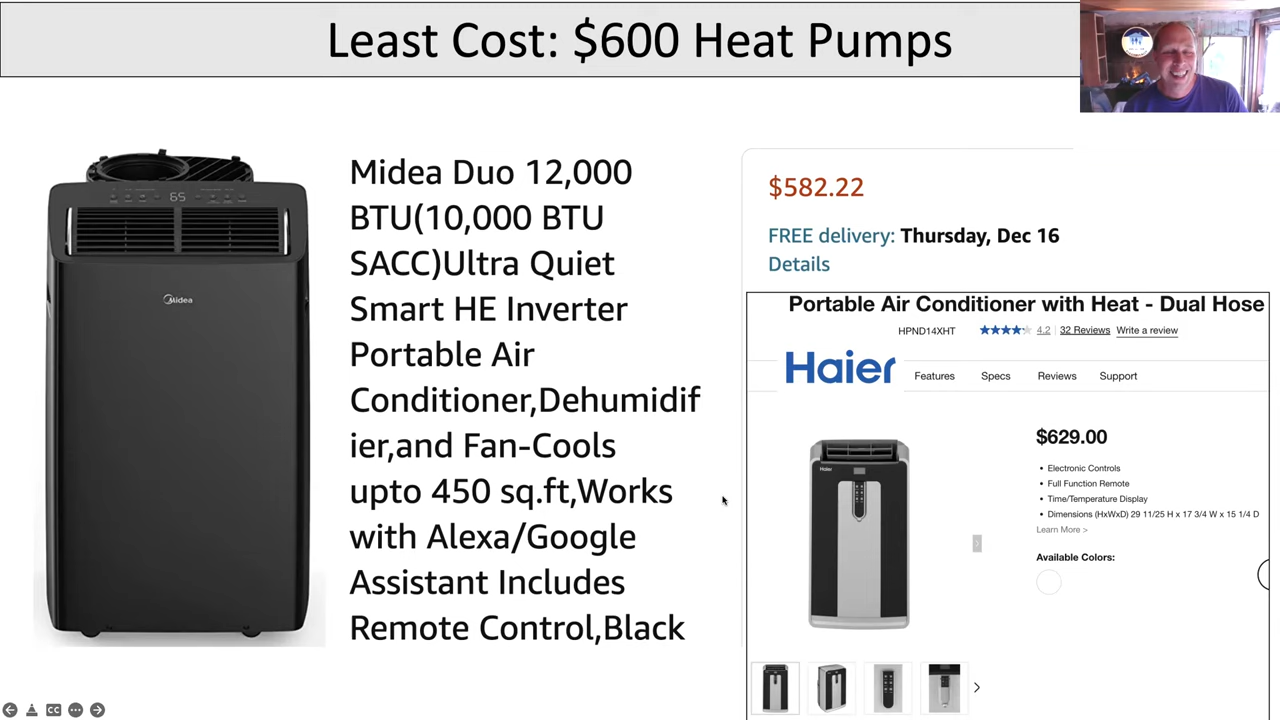 Least Cost: $600 Heat Pumps
65
Midea
Midea Duo 12,000
BTU(10,000 BTU
SACC)Ultra Quiet
Smart HE Inverter
Portable Air
Conditioner,Dehumidif
ier,and Fan-Cools
upto 450 sq.ft,Works
with Alexa/Google
Assistant Includes
Remote Control,Black
$582.22
FREE delivery: Thursday, Dec 16
Details
Portable Air Conditioner with Heat - Dual Hose
HPND14XHT 4.2 32 Reviews Write a review
Haier Features Specs Reviews Support
Haier
$629.00
• Electronic Controls
• Full Function Remote
• Time/Temperature Display
• Dimensions (HxWxD) 29 11/25 H x 17 3/4 W x 15 1/4 D
Learn More >
Available Colors:
CC